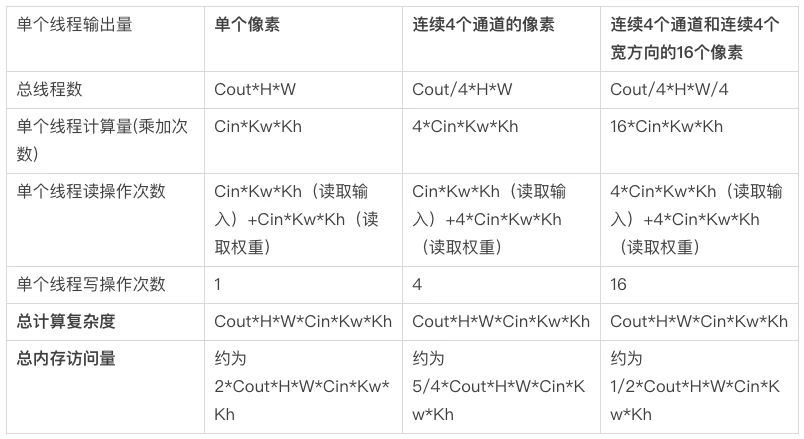 单个线程输出量
单个像素
连续4个通道的像素
连续4个通道和连续4个
宽方向的16个像素
总线程数
Cout*H*W
Cout/4*H*W
Cout/4*H*W/4
单个线程计算量(乘加次
数)
Cin*Kw*Kh
4*Cin*Kw*Kh
16*Cin*Kw*Kh
单个线程读操作次数
Cin*Kw*Kh（读取输
入）+Cin*Kw*Kh（读
取权重）
Cin*Kw*Kh（读取输
入）+4*Cin*Kw*Kh
（读取权重）
4*Cin*Kw*Kh（读取输
入）+4*Cin*Kw*Kh
（读取权重）
单个线程写操作次数
1
4
16
总计算复杂度
Cout*H*W*Cin*Kw*Kh
Cout*H*W*Cin*Kw*Kh
Cout*H*W*Cin*Kw*Kh
总内存访问量
约为
2*Cout*H*W*Cin*Kw*
Kh
约为
5/4*Cout*H*W*Cin*K
w*Kh
约为
1/2*Cout*H*W*Cin*K
w*Kh